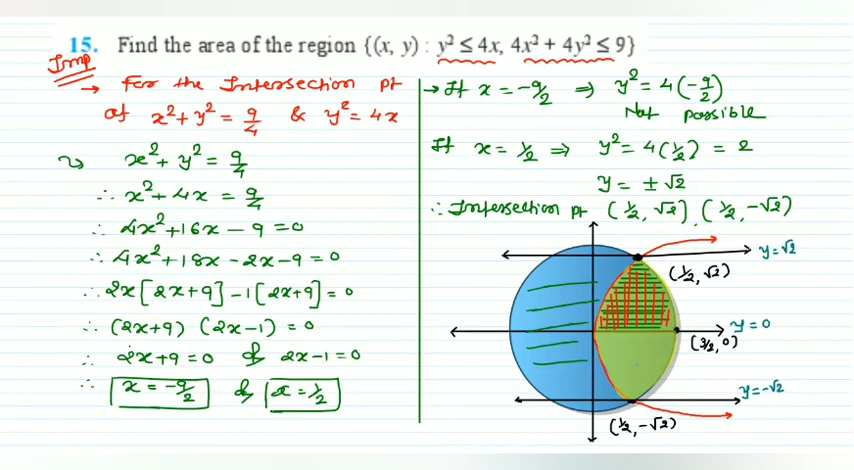 15. Find the area of the region {(x, y) : y² ≤ 4x, 4x² + 4y² ≤ 9}
Imp
→ For the Intersection pt
of x² + y² = 9/4 & y² = 4x
x² + y² = 9/4
∴ x² + 4x = 9/4
∴ 4x² + 16x - 9 = 0
∴ 4x² + 18x - 2x - 9 = 0
∴ 2x[2x+9] - 1[2x+9] = 0
∴ (2x+9) (2x-1) = 0
∴ 2x+9 = 0 or 2x-1 = 0
∴ x = -9/2 or x = 1/2
→ If x = -9/2 ⇒ y² = 4(-9/2)
Not possible
If x = 1/2 ⇒ y² = 4(1/2) = 2
y = ± √2
∴ Intersection pt (1/2, √2), (1/2, -√2)
y = √2
(1/2, √2)
y = 0
(3/2, 0)
y = -√2
(1/2, -√2)